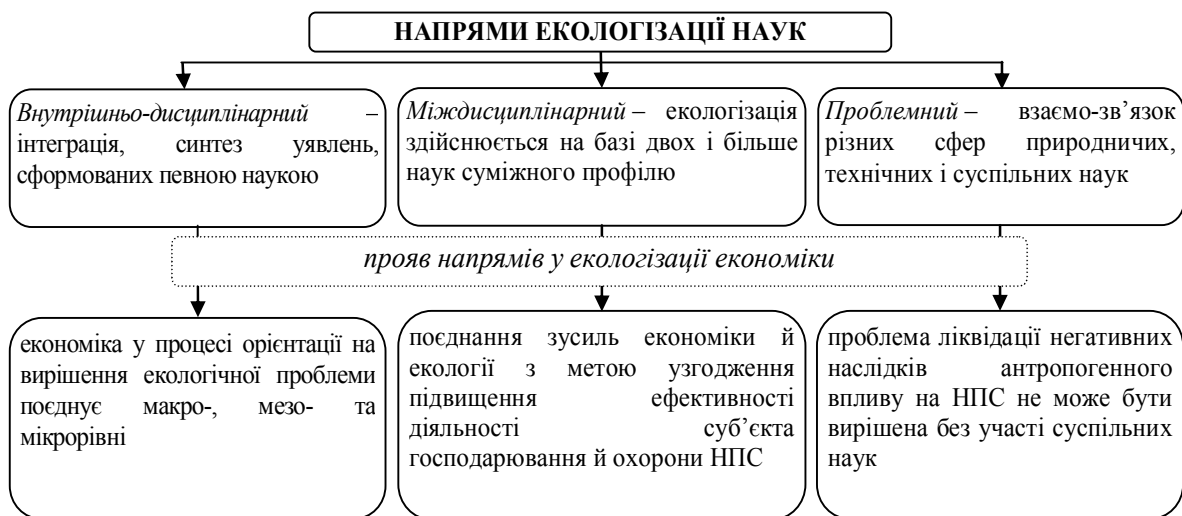 НАПРЯМИ ЕКОЛОГІЗАЦІЇ НАУК
Внутрішньо-дисциплінарний –
інтеграція, синтез уявлень,
сформованих певною наукою
Міждисциплінарний – екологізація
здійснюється на базі двох і більше
наук суміжного профілю
Проблемний – взаємо-зв’язок
різних сфер природничих,
технічних і суспільних наук
прояв напрямів у екологізації економіки
економіка у процесі орієнтації на
вирішення екологічної проблеми
поєднує макро-, мезо- та
мікрорівні
поєднання зусиль економіки й
екології з метою узгодження
підвищення ефективності
діяльності суб’єкта
господарювання й охорони НПС
проблема ліквідації негативних
наслідків антропогенного
впливу на НПС не може бути
вирішена без участі суспільних
наук